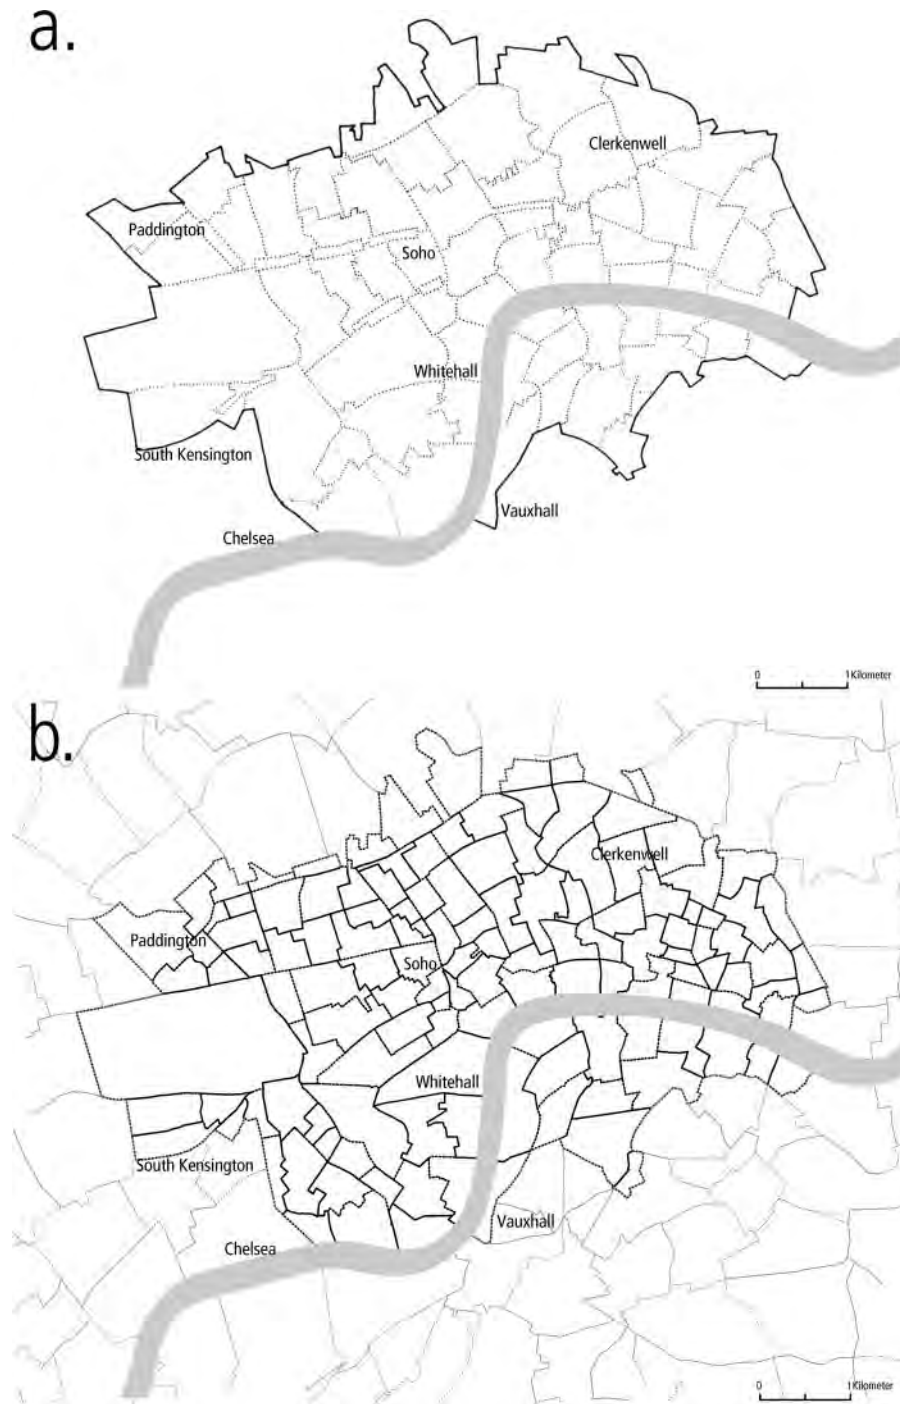 a.
Clerkenwell
Paddington
Soho
Whitehall
South Kensington
Vauxhall
Chelsea
0 1 Kilometer
b.
Clerkenwell
Paddington
Soho
Whitehall
South Kensington
Vauxhall
Chelsea
0 1 Kilometer